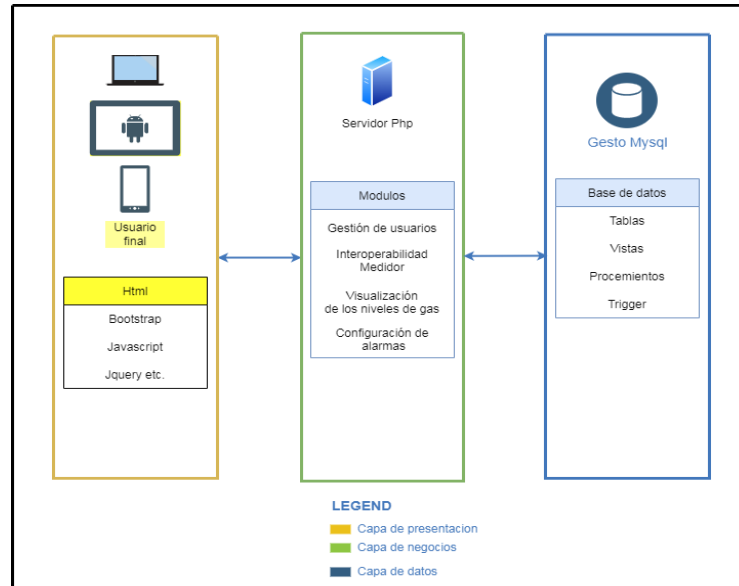 Usuario
final
Html
Bootstrap
Javascript
Jquery etc.
Servidor Php
Modulos
Gestión de usuarios
Interoperabilidad
Medidor
Visualización
de los niveles de gas
Configuración de
alarmas
Gesto Mysql
Base de datos
Tablas
Vistas
Procemientos
Trigger
LEGEND
Capa de presentacion
Capa de negocios
Capa de datos